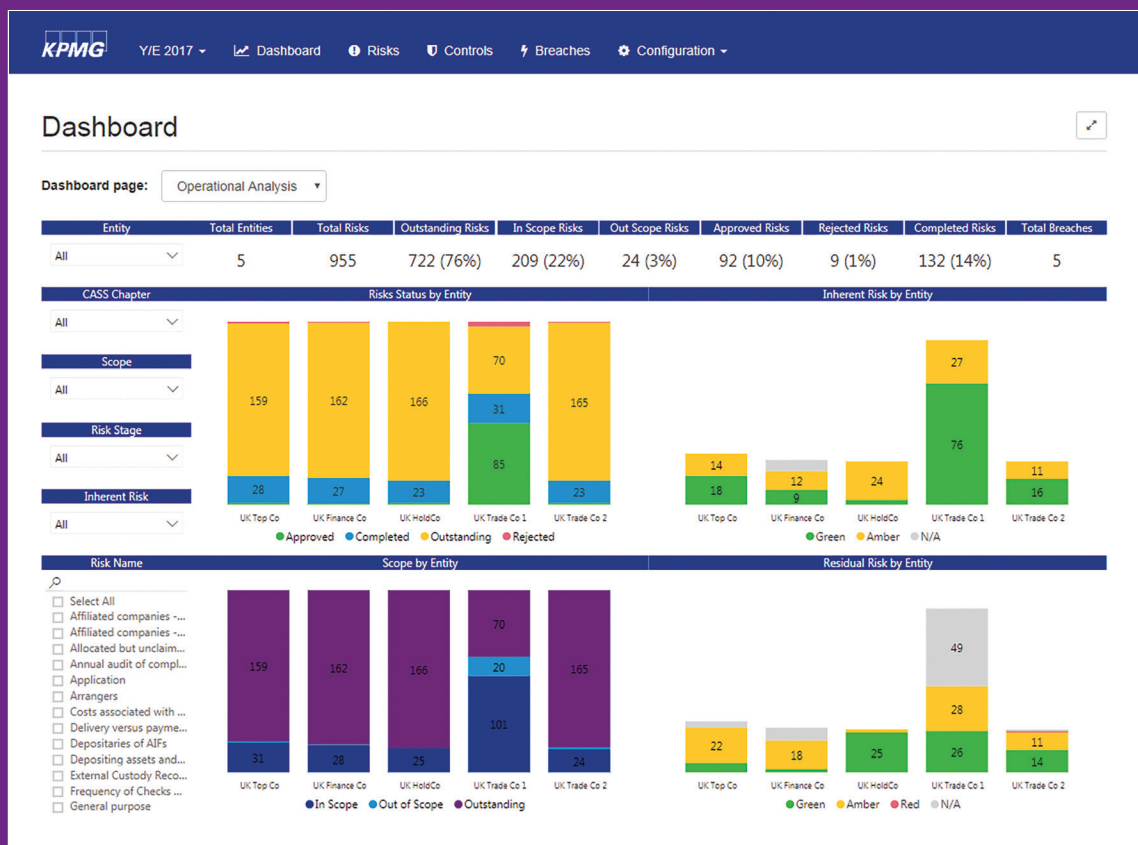 KPMG Y/E 2017 Dashboard Risks Controls Breaches Configuration
Dashboard
Dashboard page: Operational Analysis
Entity Total Entities Total Risks Outstanding Risks In Scope Risks Out Scope Risks Approved Risks Rejected Risks Completed Risks Total Breaches
All 5 955 722 (76%) 209 (22%) 24 (3%) 92 (10%) 9 (1%) 132 (14%) 5
CASS Chapter Risks Status by Entity Inherent Risk by Entity
All
Scope
All
Risk Stage
All
Inherent Risk
All
159 162 166 70 165
31
85
28 27 23 23
UK Top Co UK Finance Co UK HoldCo UK Trade Co 1 UK Trade Co 2
Approved Completed Outstanding Rejected
27
76
14 12 24 11
18 9 16
UK Top Co UK Finance Co UK HoldCo UK Trade Co 1 UK Trade Co 2
Green Amber N/A
Risk Name Scope by Entity Residual Risk by Entity
Select All
Affiliated companies -...
Affiliated companies -...
Allocated but unclaim...
Annual audit of compl...
Application
Arrangers
Costs associated with ...
Delivery versus payme...
Depositaries of AIFs
Depositing assets and...
External Custody Reco...
Frequency of Checks ...
General purpose
159 162 166 70 165
20
101
31 28 25 24
UK Top Co UK Finance Co UK HoldCo UK Trade Co 1 UK Trade Co 2
In Scope Out of Scope Outstanding
49
28
22 18 25 26 11
14
UK Top Co UK Finance Co UK HoldCo UK Trade Co 1 UK Trade Co 2
Green Amber Red N/A